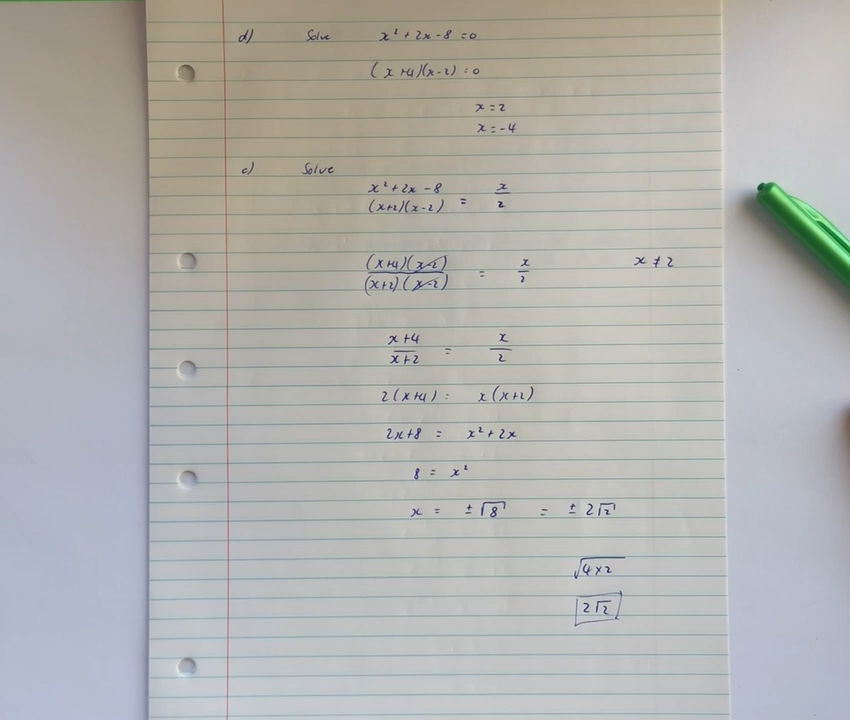 d) Solve x² + 2x - 8 = 0
(x+4)(x-2) = 0
x = 2
x = -4
c) Solve
x² + 2x - 8 / (x+2)(x-2) = x/2
(x+4)(x-2) / (x+2)(x-2) = x/2 x ≠ 2
x+4 / x+2 = x/2
2(x+4) = x(x+2)
2x+8 = x² + 2x
8 = x²
x = ±√8 = ± 2√2
√4×2
2√2